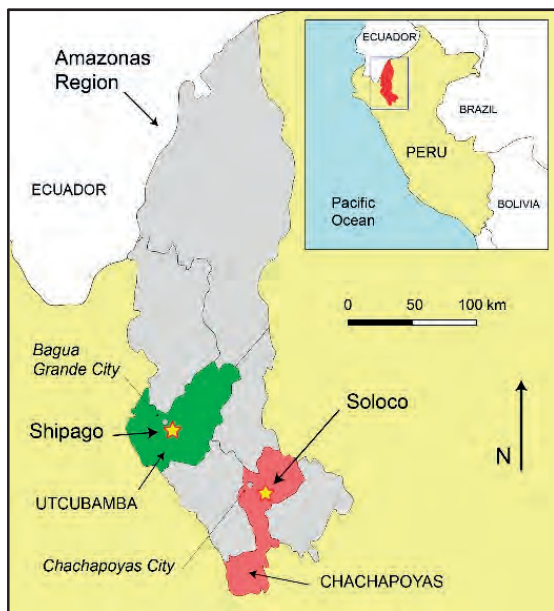 Amazonas
Region
ECUADOR
ECUADOR
BRAZIL
PERU
Pacific
Ocean
BOLIVIA
0 50 100 km
Bagua
Grande City
Shipago
UTCUBAMBA
Soloco
N
Chachapoyas City
CHACHAPOYAS